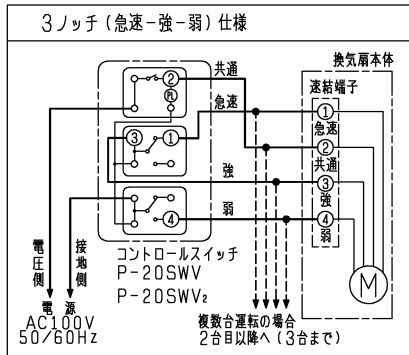 3ノッチ(急速-強-弱)仕様
換気扇本体
共通
速結端子
急速
強
弱
2
PL
3
1
4
1
急速
2
共通
3
強
4
弱
M
電圧側
接地側
コントロールスイッチ
P-20SWV
P-20SWV₂
電源
AC100V
50/60Hz
複数台運転の場合
2台目以降へ(3台まで)